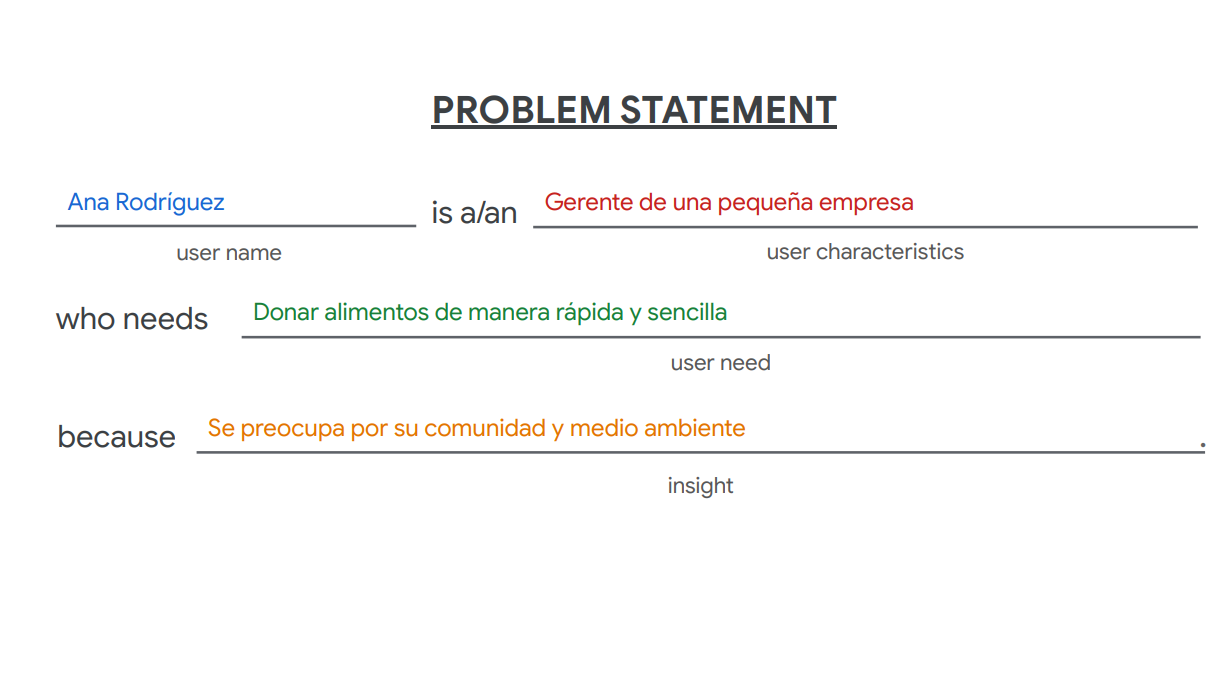 PROBLEM STATEMENT
Ana Rodríguez is a/an Gerente de una pequeña empresa
user name user characteristics
who needs Donar alimentos de manera rápida y sencilla
user need
because Se preocupa por su comunidad y medio ambiente .
insight